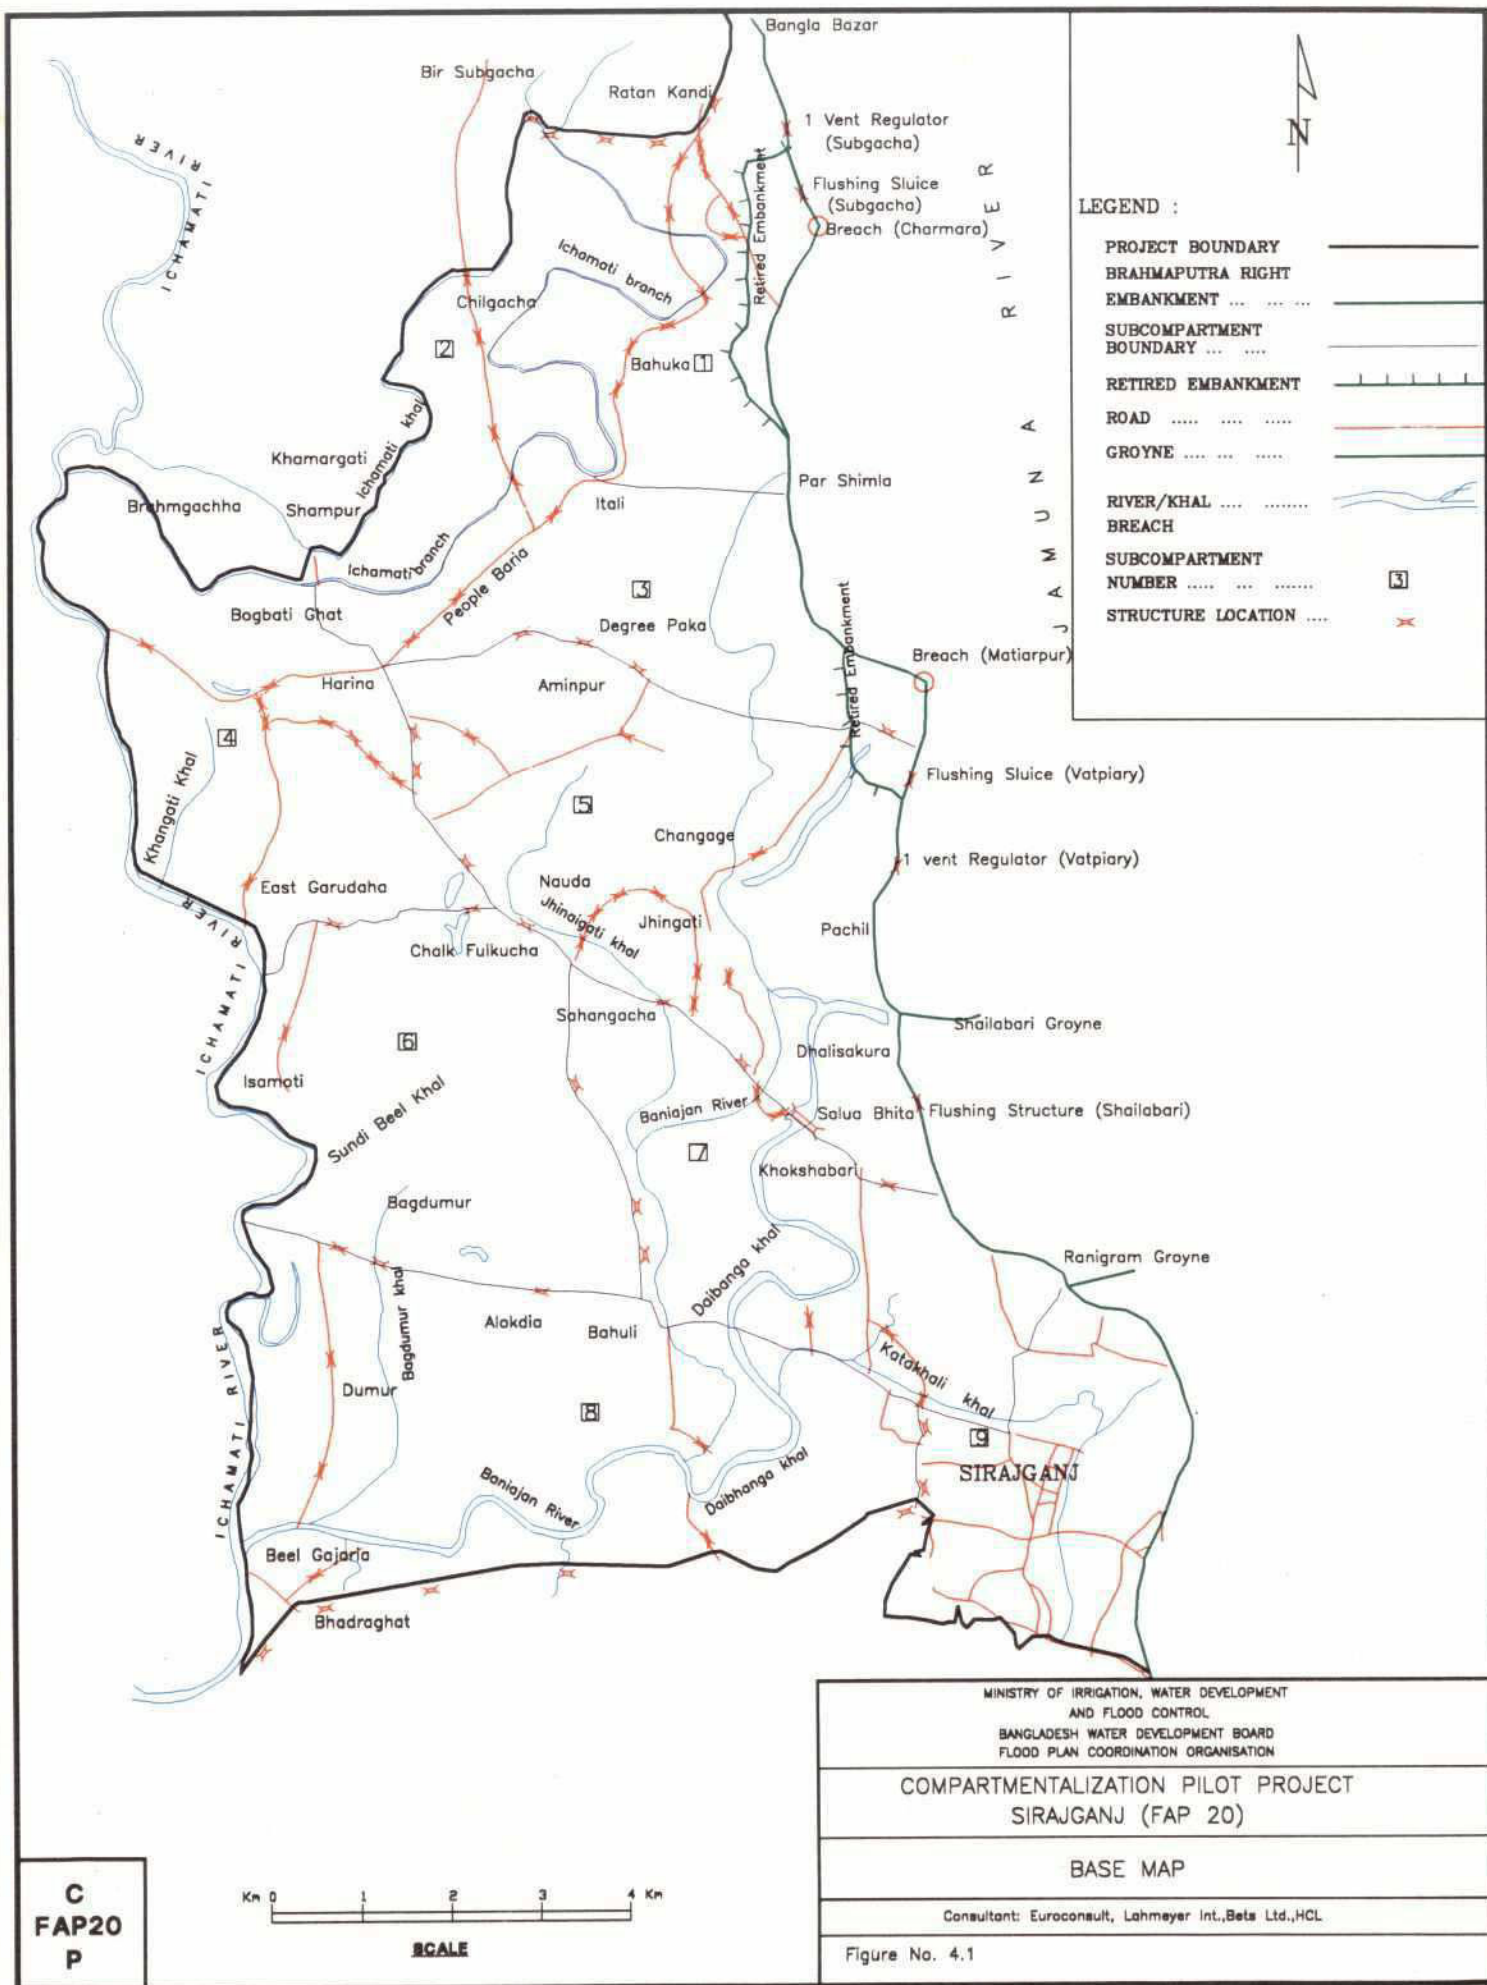 Bangla Bazar
Bir Subgacha
Ratan Kandi
1 Vent Regulator
(Subgacha)
Flushing Sluice
(Subgacha)
Breach (Charmara)
Retired Embankment
ICHAMATI RIVER
Ichamati branch
Chilgacha
2
Bahuka 1
Ichamati khal
Khamargati
Brahmgachha
Shampur
Par Shimla
Itali
Ichamati branch
People Baria
3
Bogbati Ghat
Degree Paka
Retired Embankment
Breach (Matiarpur)
Harina
Aminpur
4
Khangati Khal
Flushing Sluice (Vatpiary)
5
Changage
1 vent Regulator (Vatpiary)
East Garudaha
Nauda
Jhinaigati khal
Jhingati
Pachil
Chalk Fulkucha
ICHAMATI RIVER
Sahangacha
Shailabari Groyne
6
Dhalisakura
Isamoti
Sundi Beel Khal
Baniajan River
Salua Bhita
Flushing Structure (Shailabari)
7
Khokshabari
Bagdumur
Daibanga khal
Ranigram Groyne
Bagdumur khal
Alokdia
Bahuli
ICHAMATI RIVER
Katakhali khal
Dumur
8
9
SIRAJGANJ
Baniajan River
Daibhanga khal
Beel Gajaria
Bhadraghat
JAMUNA RIVER
N
LEGEND :
PROJECT BOUNDARY
BRAHMAPUTRA RIGHT
EMBANKMENT ... ... ...
SUBCOMPARTMENT
BOUNDARY ... ....
RETIRED EMBANKMENT
ROAD ..... .... .....
GROYNE .... ... .....
RIVER/KHAL .... ........
BREACH
SUBCOMPARTMENT
NUMBER ..... ... ....... 3
STRUCTURE LOCATION ....
MINISTRY OF IRRIGATION, WATER DEVELOPMENT
AND FLOOD CONTROL
BANGLADESH WATER DEVELOPMENT BOARD
FLOOD PLAN COORDINATION ORGANISATION
COMPARTMENTALIZATION PILOT PROJECT
SIRAJGANJ (FAP 20)
BASE MAP
Consultant: Euroconsult, Lahmeyer Int.,Bets Ltd.,HCL
Figure No. 4.1
C
FAP20
P
Km 0 1 2 3 4 Km
SCALE